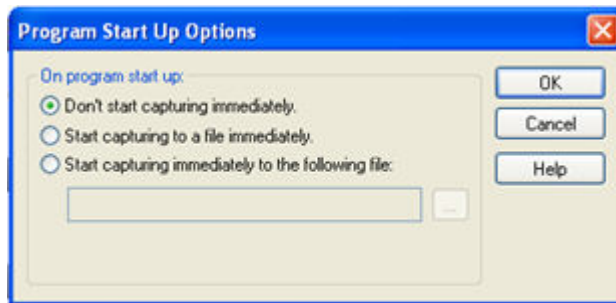 Program Start Up Options
On program start up:
Don't start capturing immediately.
Start capturing to a file immediately.
Start capturing immediately to the following file:
...
OK
Cancel
Help